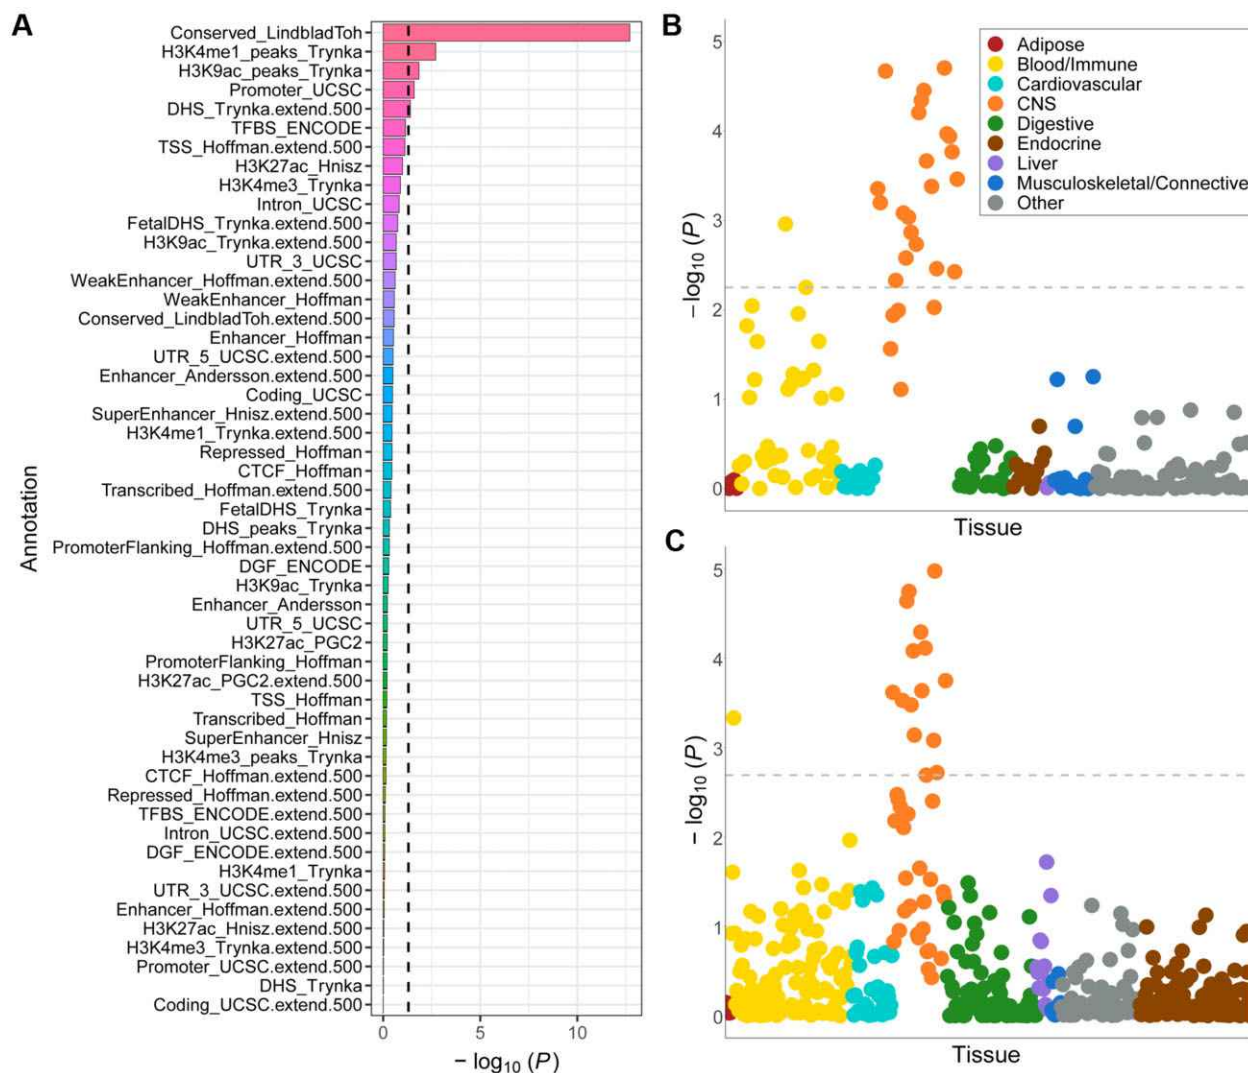 A
Annotation
Conserved_LindbladToh
H3K4me1_peaks_Trynka
H3K9ac_peaks_Trynka
Promoter_UCSC
DHS_Trynka.extend.500
TFBS_ENCODE
TSS_Hoffman.extend.500
H3K27ac_Hnisz
H3K4me3_Trynka
Intron_UCSC
FetalDHS_Trynka.extend.500
H3K9ac_Trynka.extend.500
UTR_3_UCSC
WeakEnhancer_Hoffman.extend.500
WeakEnhancer_Hoffman
Conserved_LindbladToh.extend.500
Enhancer_Hoffman
UTR_5_UCSC.extend.500
Enhancer_Andersson.extend.500
Coding_UCSC
SuperEnhancer_Hnisz.extend.500
H3K4me1_Trynka.extend.500
Repressed_Hoffman
CTCF_Hoffman
Transcribed_Hoffman.extend.500
FetalDHS_Trynka
DHS_peaks_Trynka
PromoterFlanking_Hoffman.extend.500
DGF_ENCODE
H3K9ac_Trynka
Enhancer_Andersson
UTR_5_UCSC
H3K27ac_PGC2
PromoterFlanking_Hoffman
H3K27ac_PGC2.extend.500
TSS_Hoffman
Transcribed_Hoffman
SuperEnhancer_Hnisz
H3K4me3_peaks_Trynka
CTCF_Hoffman.extend.500
Repressed_Hoffman.extend.500
TFBS_ENCODE.extend.500
Intron_UCSC.extend.500
DGF_ENCODE.extend.500
H3K4me1_Trynka
UTR_3_UCSC.extend.500
Enhancer_Hoffman.extend.500
H3K27ac_Hnisz.extend.500
H3K4me3_Trynka.extend.500
Promoter_UCSC.extend.500
DHS_Trynka
Coding_UCSC.extend.500
0 5 10
− log10 (P)
B
5
4
3
2
1
0
− log10 (P)
Adipose
Blood/Immune
Cardiovascular
CNS
Digestive
Endocrine
Liver
Musculoskeletal/Connective
Other
Tissue
C
5
4
3
2
1
0
− log10 (P)
Tissue